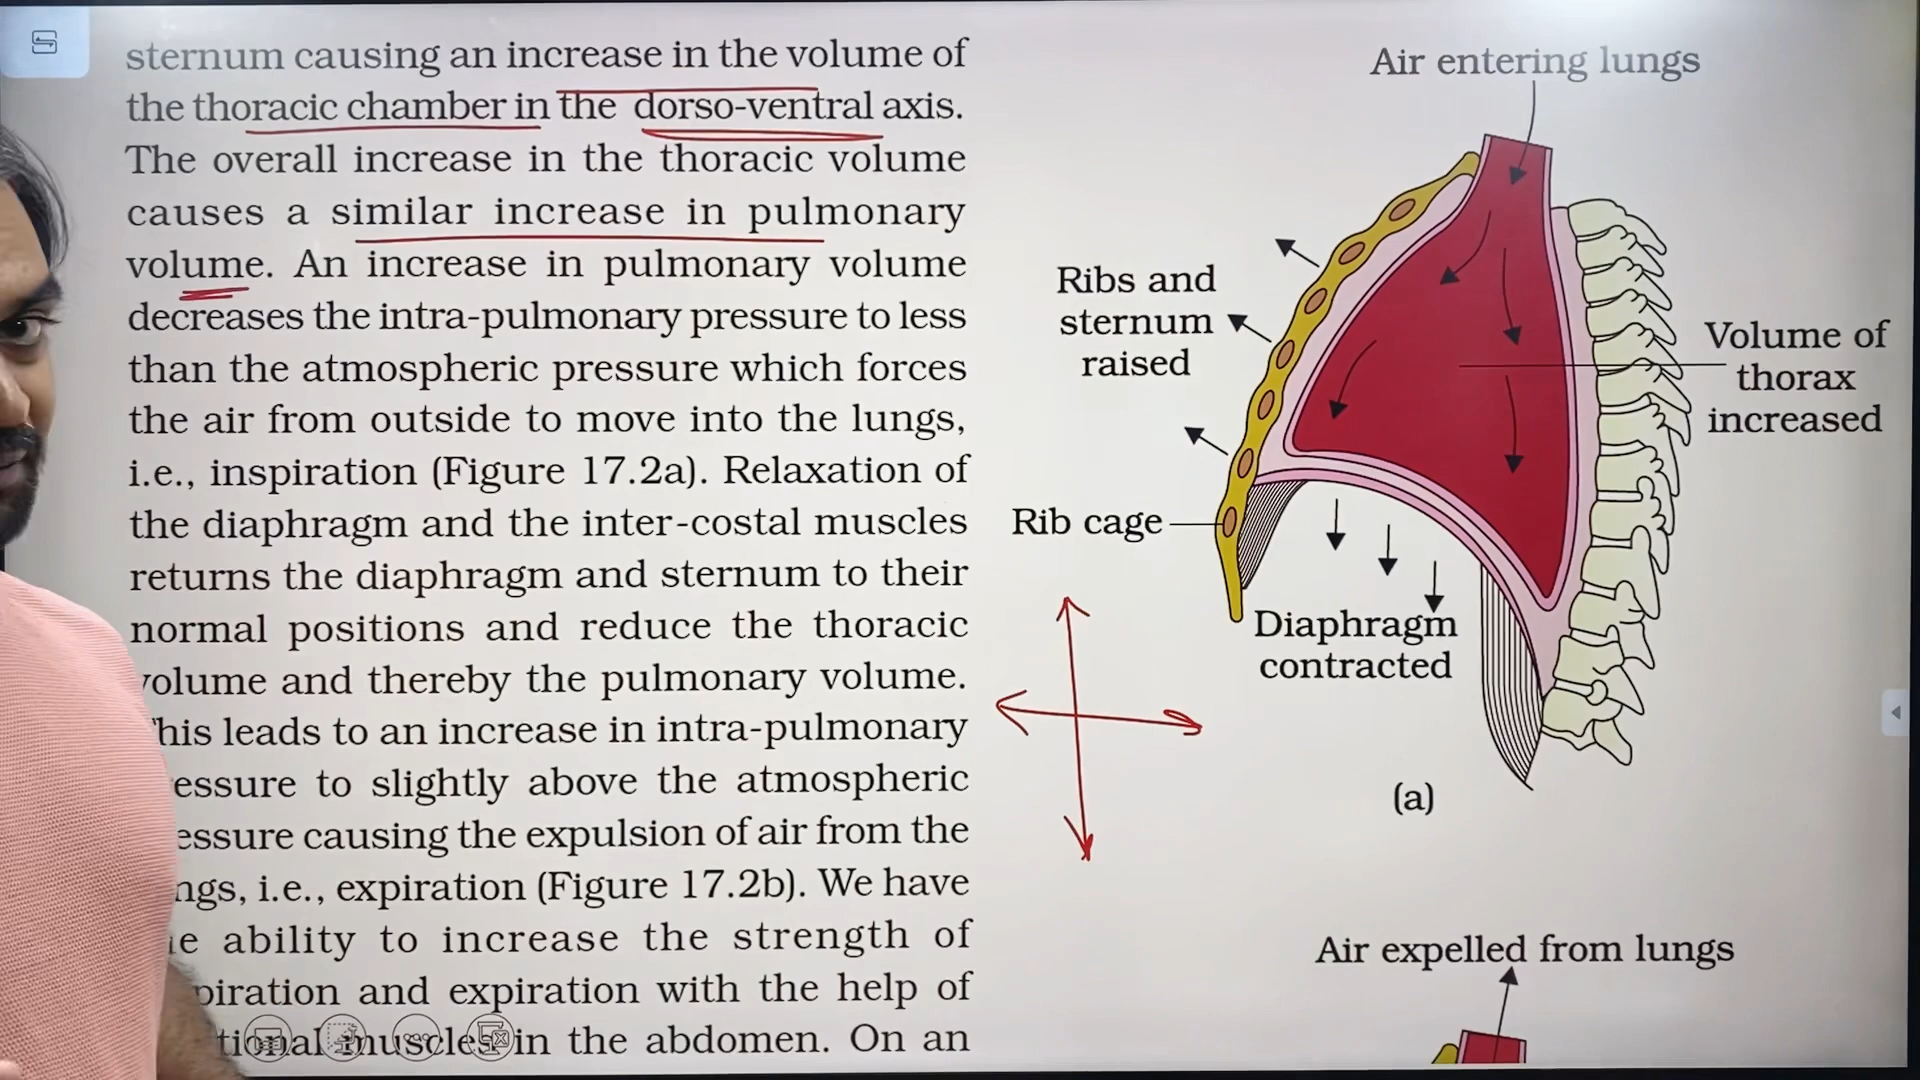 sternum causing an increase in the volume of
the thoracic chamber in the dorso-ventral axis.
The overall increase in the thoracic volume
causes a similar increase in pulmonary
volume. An increase in pulmonary volume
decreases the intra-pulmonary pressure to less
than the atmospheric pressure which forces
the air from outside to move into the lungs,
i.e., inspiration (Figure 17.2a). Relaxation of
the diaphragm and the inter-costal muscles
returns the diaphragm and sternum to their
normal positions and reduce the thoracic
volume and thereby the pulmonary volume.
This leads to an increase in intra-pulmonary
essure to slightly above the atmospheric
essure causing the expulsion of air from the
ngs, i.e., expiration (Figure 17.2b). We have
ability to increase the strength of
piration and expiration with the help of
tional muscles in the abdomen. On an
Air entering lungs
Ribs and
sternum
raised
Volume of
thorax
increased
Rib cage
Diaphragm
contracted
(a)
Air expelled from lungs